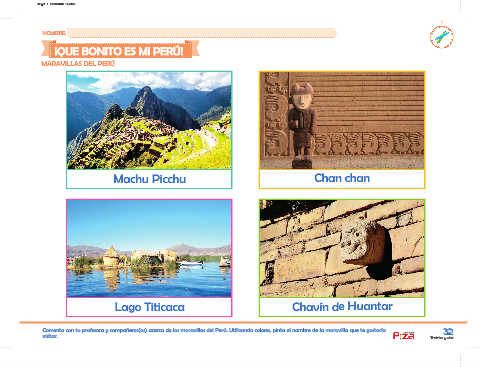 NOMBRE:
¡QUE BONITO ES MI PERÚ!
MARAVILLAS DEL PERÚ
Machu Picchu
Chan chan
Lago Titicaca
Chavín de Huantar
Comenta con tu profesora y compañeros(as) acerca de las maravillas del Perú. Utilizando colores, pinta el nombre de la maravilla que te gustaría
visitar.
32